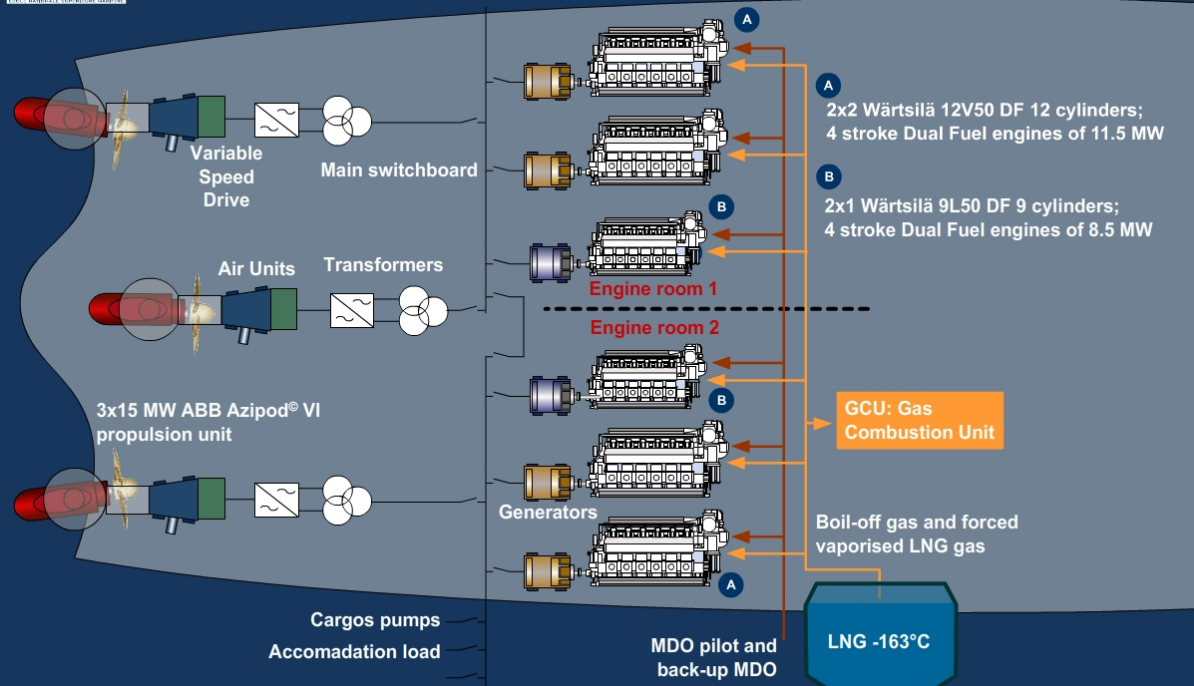 A
A
2x2 Wärtsilä 12V50 DF 12 cylinders;
4 stroke Dual Fuel engines of 11.5 MW
Variable
Speed
Drive
Main switchboard
B
2x1 Wärtsilä 9L50 DF 9 cylinders;
4 stroke Dual Fuel engines of 8.5 MW
B
Air Units
Transformers
Engine room 1
Engine room 2
3x15 MW ABB Azipod© VI
propulsion unit
B
GCU: Gas
Combustion Unit
Generators
Boil-off gas and forced
vaporised LNG gas
A
Cargos pumps
Accomadation load
MDO pilot and
back-up MDO
LNG -163°C